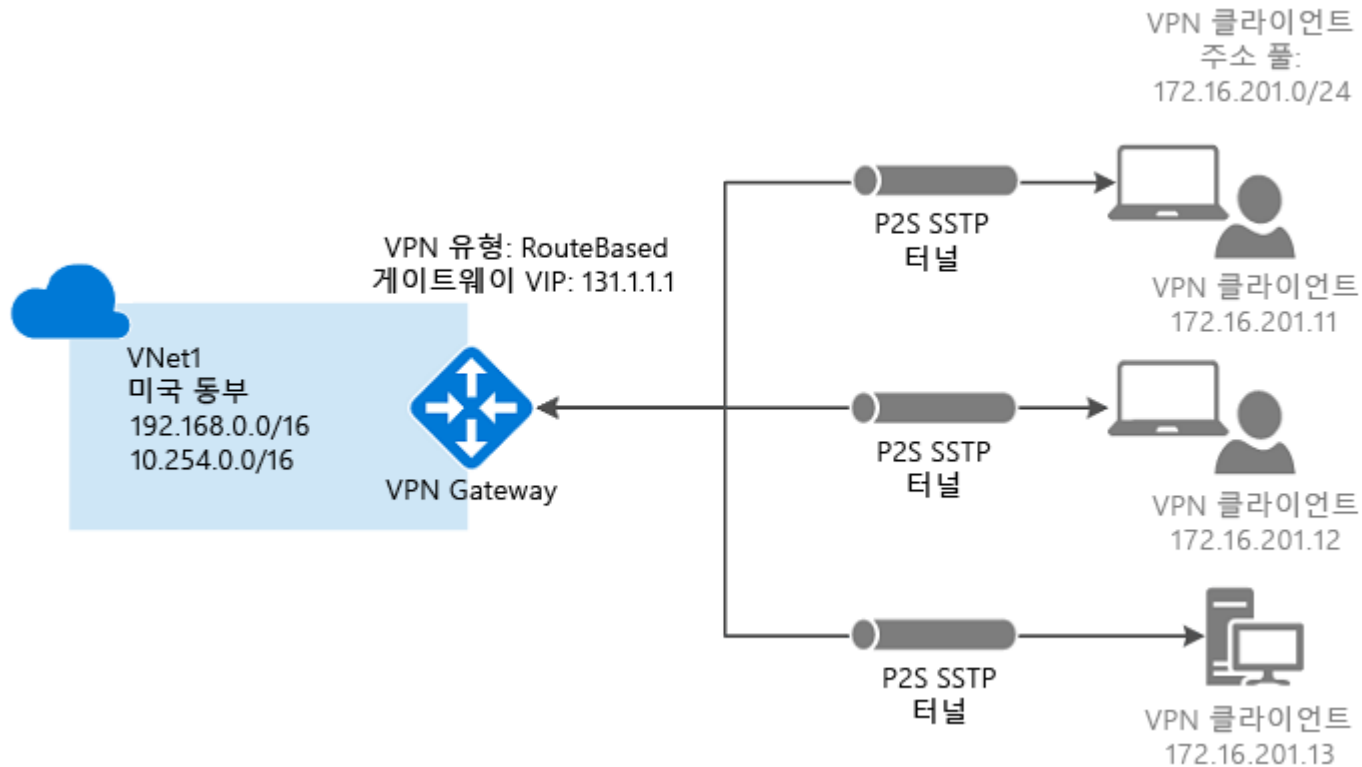 VPN 클라이언트
주소 풀:
172.16.201.0/24
P2S SSTP
터널
VPN 클라이언트
172.16.201.11
VPN 유형: RouteBased
게이트웨이 VIP: 131.1.1.1
VNet1
미국 동부
192.168.0.0/16
10.254.0.0/16
VPN Gateway
P2S SSTP
터널
VPN 클라이언트
172.16.201.12
P2S SSTP
터널
VPN 클라이언트
172.16.201.13